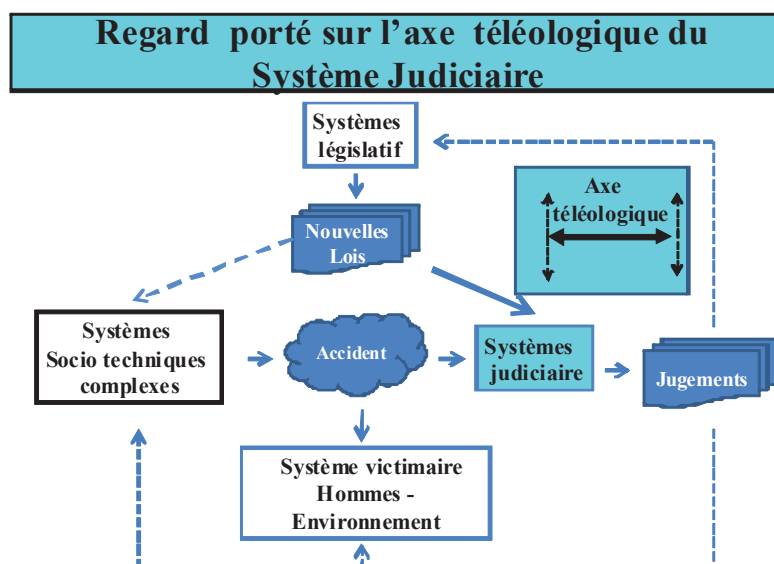 Regard porté sur l'axe téléologique du
Système Judiciaire
Systèmes
législatif
Axe
téléologique
Nouvelles
Lois
Systèmes
Socio techniques
complexes
Accident
Systèmes
judiciaire
Jugements
Système victimaire
Hommes -
Environnement